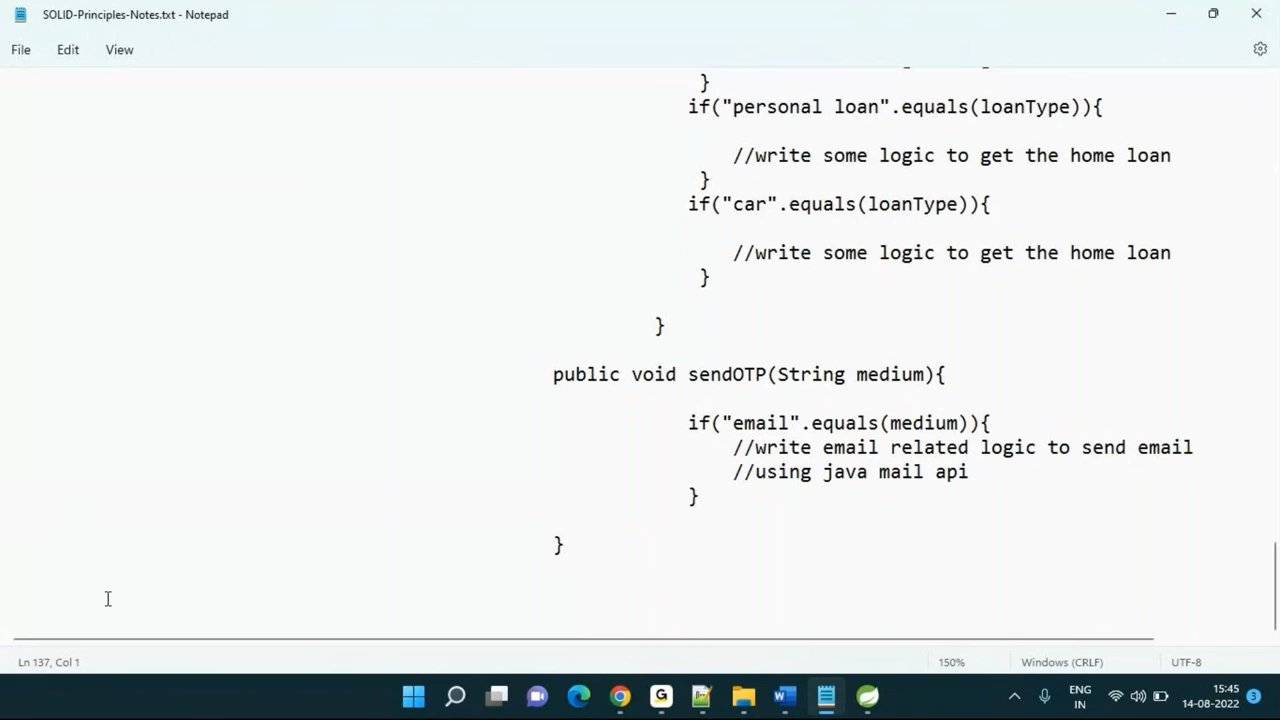 SOLID-Principles-Notes.txt - Notepad
File Edit View
}
if("personal loan".equals(loanType)){
//write some logic to get the home loan
}
if("car".equals(loanType)){
//write some logic to get the home loan
}
}
public void sendOTP(String medium){
if("email".equals(medium)){
//write email related logic to send email
//using java mail api
}
}
Ln 137, Col 1 150% Windows (CRLF) UTF-8
ENG
IN
15:45
14-08-2022
3